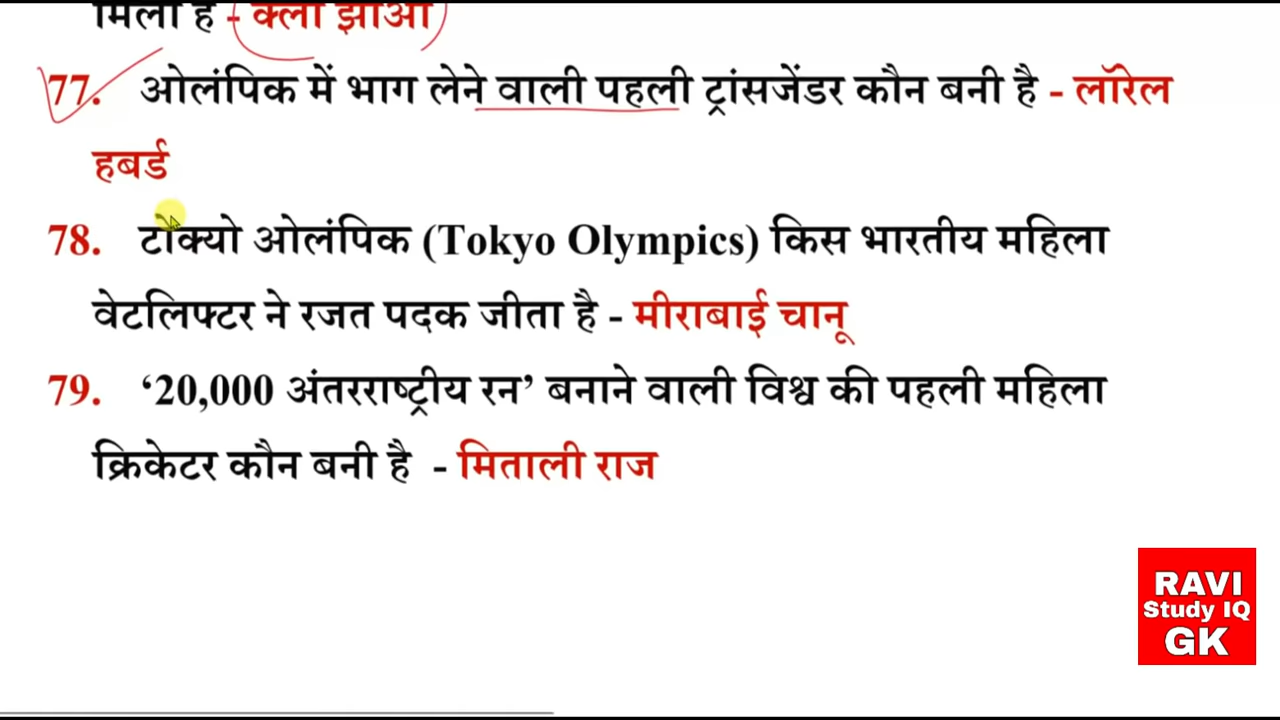 मिला है - क्लो झाओ
77. ओलंपिक में भाग लेने वाली पहली ट्रांसजेंडर कौन बनी है - लॉरेल
हबर्ड
78. टोक्यो ओलंपिक (Tokyo Olympics) किस भारतीय महिला
वेटलिफ्टर ने रजत पदक जीता है - मीराबाई चानू
79. ‘20,000 अंतरराष्ट्रीय रन’ बनाने वाली विश्व की पहली महिला
क्रिकेटर कौन बनी है - मिताली राज
RAVI
Study IQ
GK